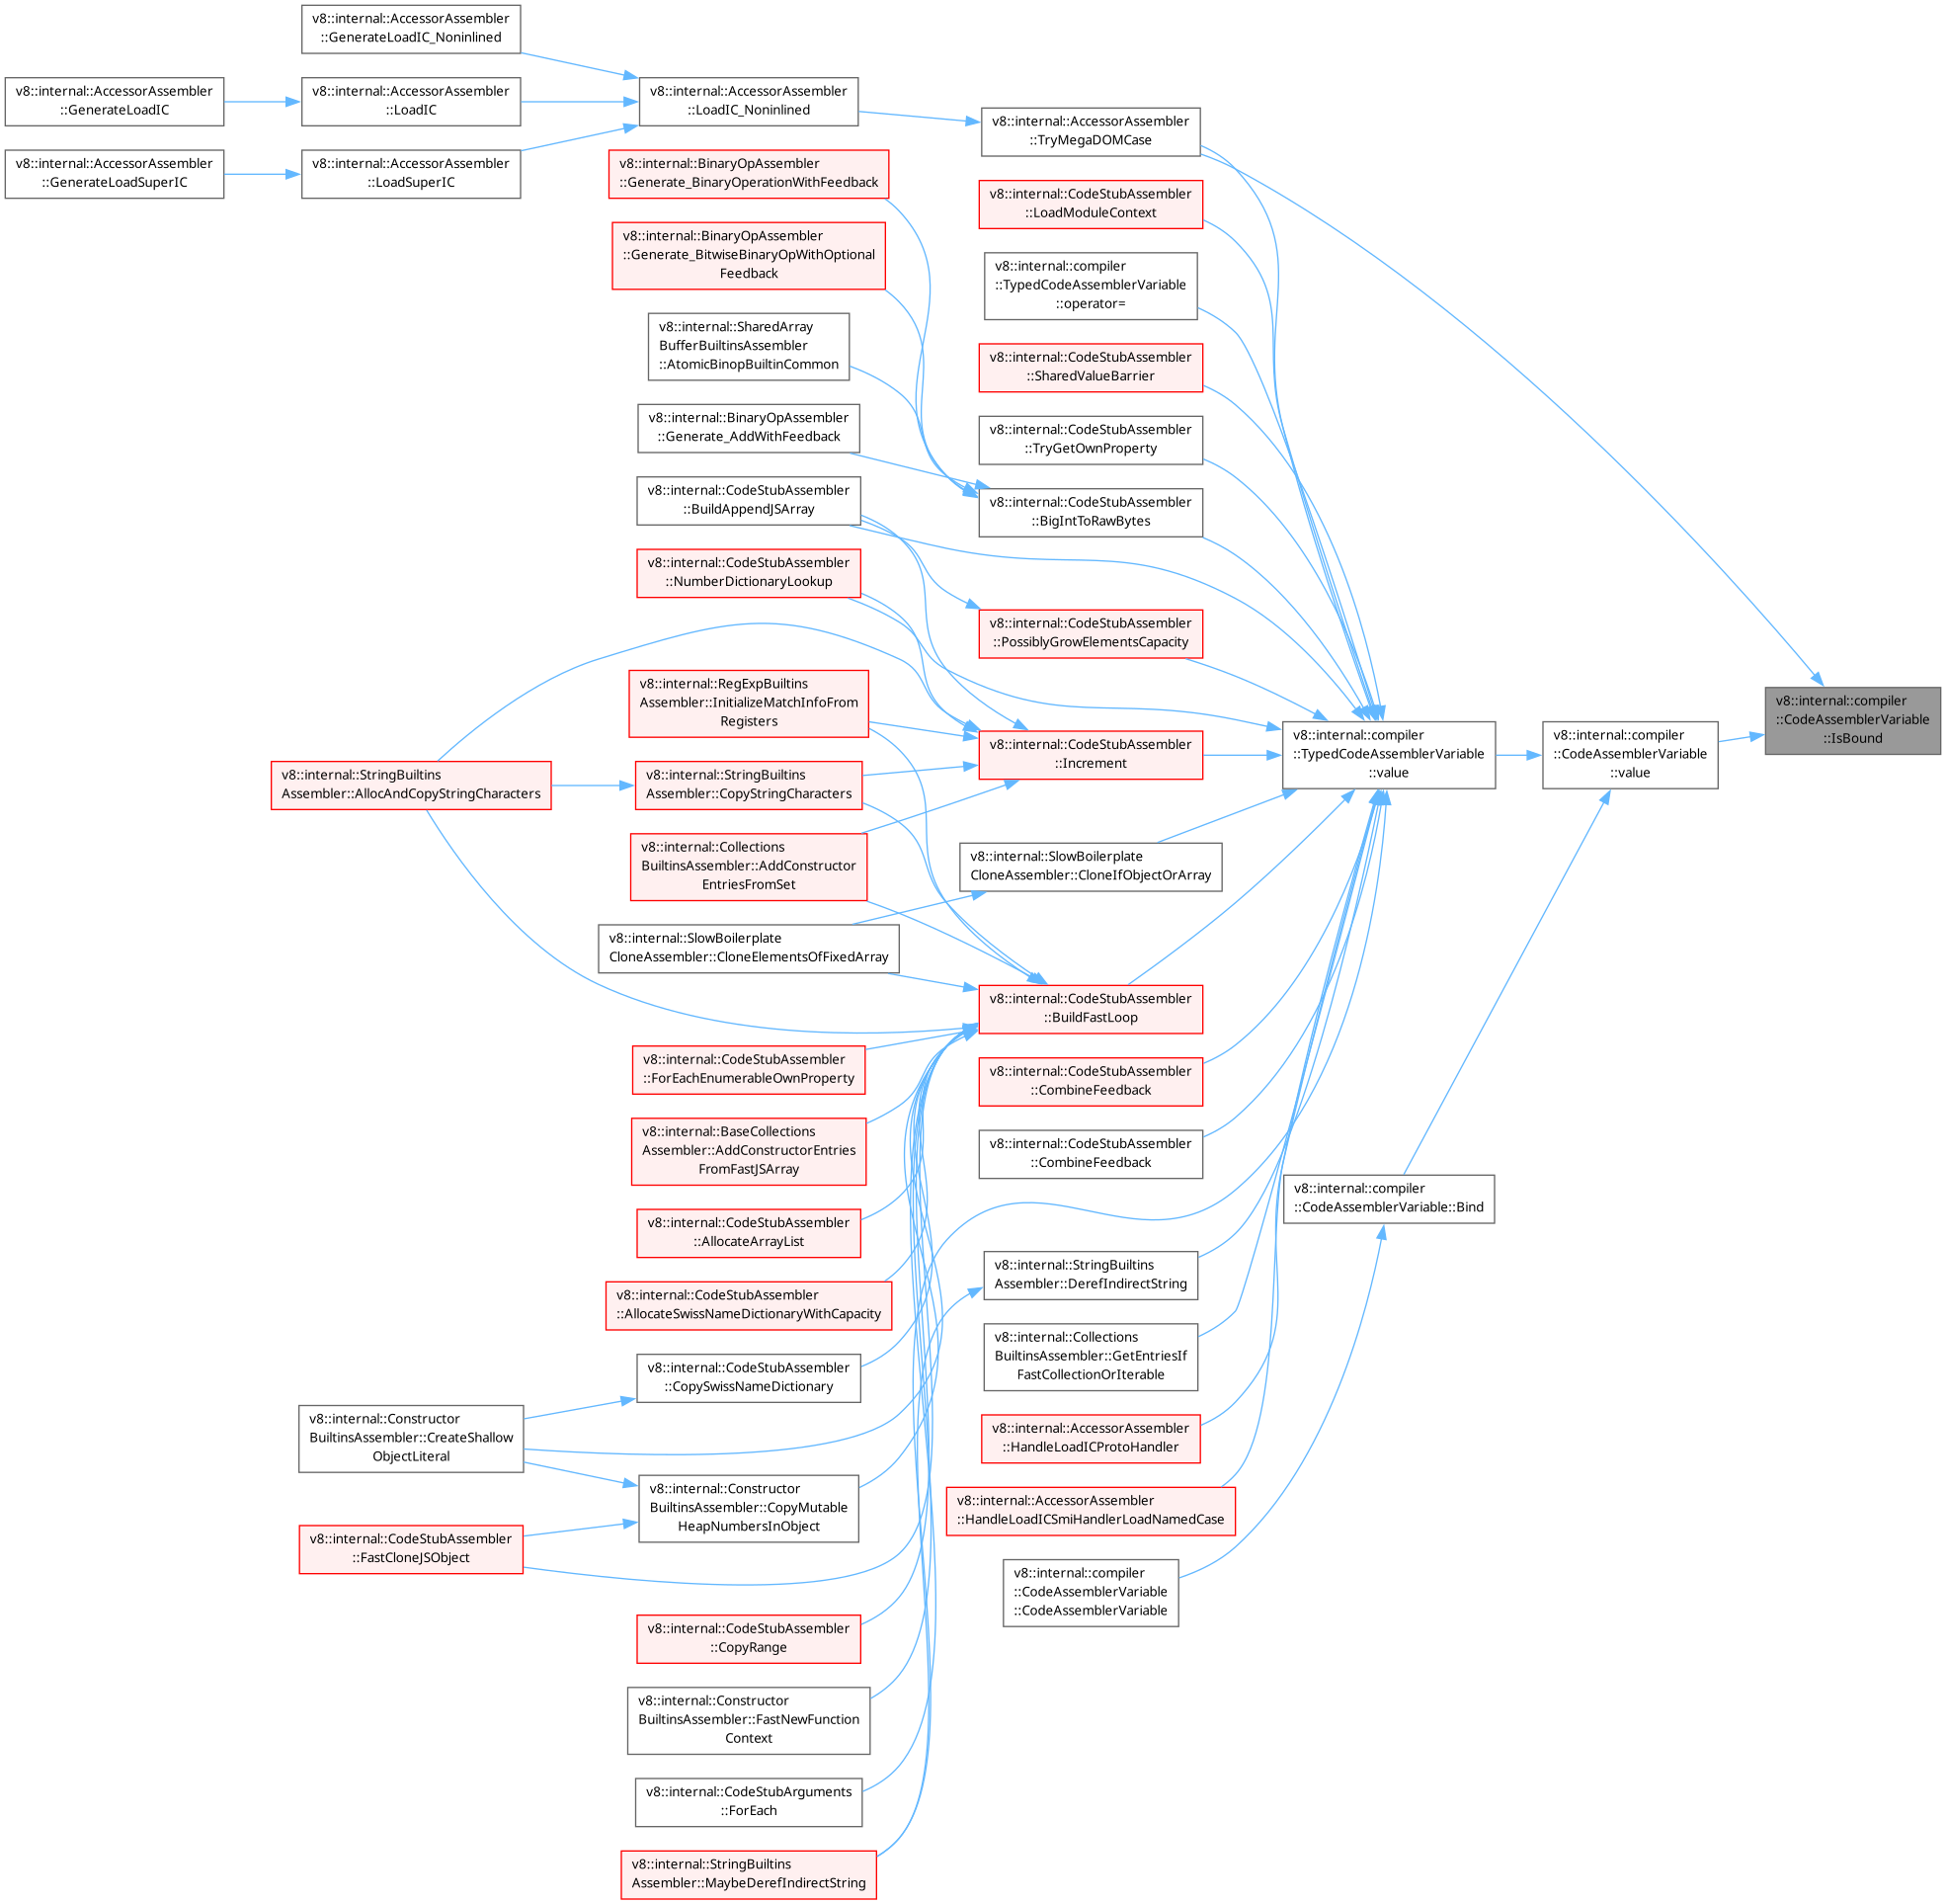 v8::internal::AccessorAssembler
::GenerateLoadIC_Noninlined
v8::internal::AccessorAssembler
::GenerateLoadIC
v8::internal::AccessorAssembler
::LoadIC
v8::internal::AccessorAssembler
::LoadIC_Noninlined
v8::internal::AccessorAssembler
::TryMegaDOMCase
v8::internal::AccessorAssembler
::GenerateLoadSuperIC
v8::internal::AccessorAssembler
::LoadSuperIC
v8::internal::BinaryOpAssembler
::Generate_BinaryOperationWithFeedback
v8::internal::CodeStubAssembler
::LoadModuleContext
v8::internal::BinaryOpAssembler
::Generate_BitwiseBinaryOpWithOptional
Feedback
v8::internal::compiler
::TypedCodeAssemblerVariable
::operator=
v8::internal::SharedArray
BufferBuiltinsAssembler
::AtomicBinopBuiltinCommon
v8::internal::CodeStubAssembler
::SharedValueBarrier
v8::internal::BinaryOpAssembler
::Generate_AddWithFeedback
v8::internal::CodeStubAssembler
::TryGetOwnProperty
v8::internal::CodeStubAssembler
::BuildAppendJSArray
v8::internal::CodeStubAssembler
::BigIntToRawBytes
v8::internal::CodeStubAssembler
::NumberDictionaryLookup
v8::internal::CodeStubAssembler
::PossiblyGrowElementsCapacity
v8::internal::RegExpBuiltins
Assembler::InitializeMatchInfoFrom
Registers
v8::internal::compiler
::CodeAssemblerVariable
::IsBound
v8::internal::CodeStubAssembler
::Increment
v8::internal::compiler
::TypedCodeAssemblerVariable
::value
v8::internal::compiler
::CodeAssemblerVariable
::value
v8::internal::StringBuiltins
Assembler::AllocAndCopyStringCharacters
v8::internal::StringBuiltins
Assembler::CopyStringCharacters
v8::internal::Collections
BuiltinsAssembler::AddConstructor
EntriesFromSet
v8::internal::SlowBoilerplate
CloneAssembler::CloneIfObjectOrArray
v8::internal::SlowBoilerplate
CloneAssembler::CloneElementsOfFixedArray
v8::internal::CodeStubAssembler
::BuildFastLoop
v8::internal::CodeStubAssembler
::ForEachEnumerableOwnProperty
v8::internal::CodeStubAssembler
::CombineFeedback
v8::internal::BaseCollections
Assembler::AddConstructorEntries
FromFastJSArray
v8::internal::CodeStubAssembler
::CombineFeedback
v8::internal::compiler
::CodeAssemblerVariable::Bind
v8::internal::CodeStubAssembler
::AllocateArrayList
v8::internal::StringBuiltins
Assembler::DerefIndirectString
v8::internal::CodeStubAssembler
::AllocateSwissNameDictionaryWithCapacity
v8::internal::Collections
BuiltinsAssembler::GetEntriesIf
FastCollectionOrIterable
v8::internal::CodeStubAssembler
::CopySwissNameDictionary
v8::internal::Constructor
BuiltinsAssembler::CreateShallow
ObjectLiteral
v8::internal::AccessorAssembler
::HandleLoadICProtoHandler
v8::internal::Constructor
BuiltinsAssembler::CopyMutable
HeapNumbersInObject
v8::internal::AccessorAssembler
::HandleLoadICSmiHandlerLoadNamedCase
v8::internal::CodeStubAssembler
::FastCloneJSObject
v8::internal::compiler
::CodeAssemblerVariable
::CodeAssemblerVariable
v8::internal::CodeStubAssembler
::CopyRange
v8::internal::Constructor
BuiltinsAssembler::FastNewFunction
Context
v8::internal::CodeStubArguments
::ForEach
v8::internal::StringBuiltins
Assembler::MaybeDerefIndirectString